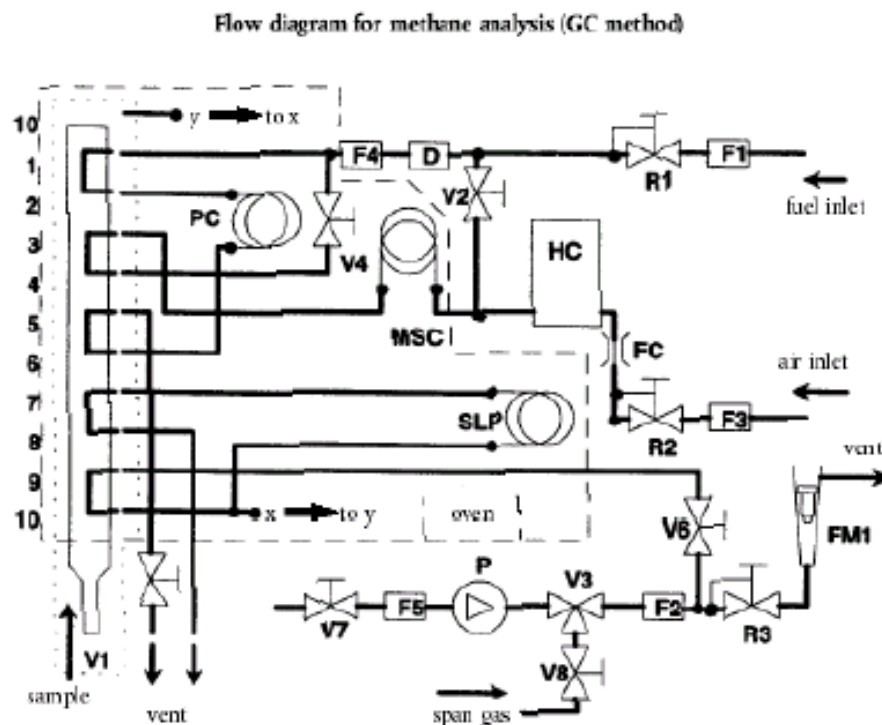 Flow diagram for methane analysis (GC method)
10 y to x
1 F4 D R1 F1
2 PC V2 fuel inlet
3 V4 HC
4
5 MSC FC
6 air inlet
7 SLP R2 F3
8 vent
9
10 x to y oven V6 FM1
P V3
V7 F5 F2 R3
V1 V8
sample vent span gas